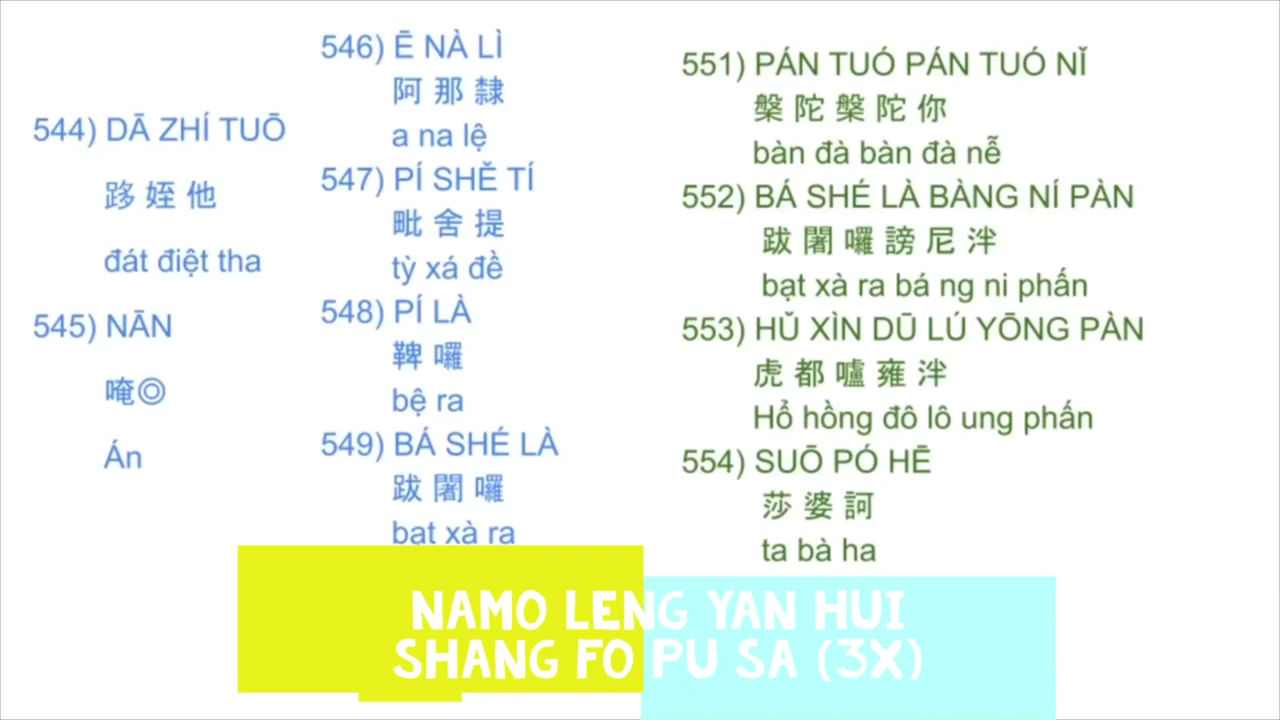 544) DĀ ZHÍ TUŌ
跢 姪 他
đát điệt tha
545) NĀN
唵◎
Án
546) Ē NÀ LÌ
阿 那 隸
a na lệ
547) PÍ SHĚ TÍ
毗 舍 提
tỳ xá đề
548) PÍ LÀ
鞞 囉
bệ ra
549) BÁ SHÉ LÀ
跋 闍 囉
bạt xà ra
551) PÁN TUÓ PÁN TUÓ NǏ
槃 陀 槃 陀 你
bàn đà bàn đà nễ
552) BÁ SHÉ LÀ BÀNG NÍ PÀN
跋 闍 囉 謗 尼 泮
bạt xà ra bá ng ni phấn
553) HǓ XÌN DŪ LÚ YŌNG PÀN
虎 都 嚧 雍 泮
Hổ hồng đô lô ung phấn
554) SUŌ PÓ HĒ
莎 婆 訶
ta bà ha
NAMO LENG YAN HUI
SHANG FO PU SA (3X)